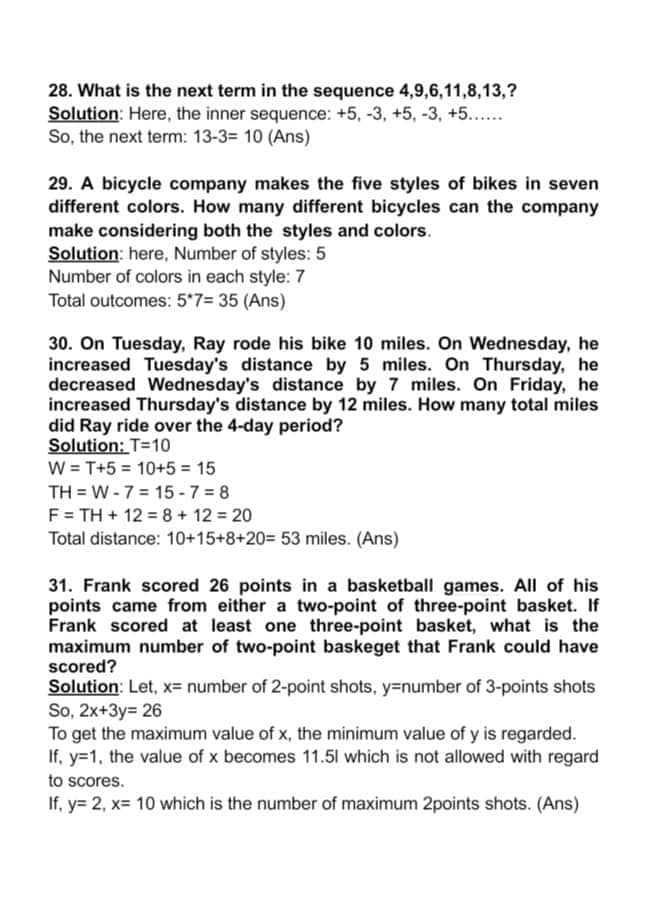 28. What is the next term in the sequence 4,9,6,11,8,13,?
Solution: Here, the inner sequence: +5, -3, +5, -3, +5……
So, the next term: 13-3= 10 (Ans)
29. A bicycle company makes the five styles of bikes in seven
different colors. How many different bicycles can the company
make considering both the styles and colors.
Solution: here, Number of styles: 5
Number of colors in each style: 7
Total outcomes: 5*7= 35 (Ans)
30. On Tuesday, Ray rode his bike 10 miles. On Wednesday, he
increased Tuesday's distance by 5 miles. On Thursday, he
decreased Wednesday's distance by 7 miles. On Friday, he
increased Thursday's distance by 12 miles. How many total miles
did Ray ride over the 4-day period?
Solution: T=10
W = T+5 = 10+5 = 15
TH = W - 7 = 15 - 7 = 8
F = TH + 12 = 8 + 12 = 20
Total distance: 10+15+8+20= 53 miles. (Ans)
31. Frank scored 26 points in a basketball games. All of his
points came from either a two-point of three-point basket. If
Frank scored at least one three-point basket, what is the
maximum number of two-point baskeget that Frank could have
scored?
Solution: Let, x= number of 2-point shots, y=number of 3-points shots
So, 2x+3y= 26
To get the maximum value of x, the minimum value of y is regarded.
If, y=1, the value of x becomes 11.5l which is not allowed with regard
to scores.
If, y= 2, x= 10 which is the number of maximum 2points shots. (Ans)